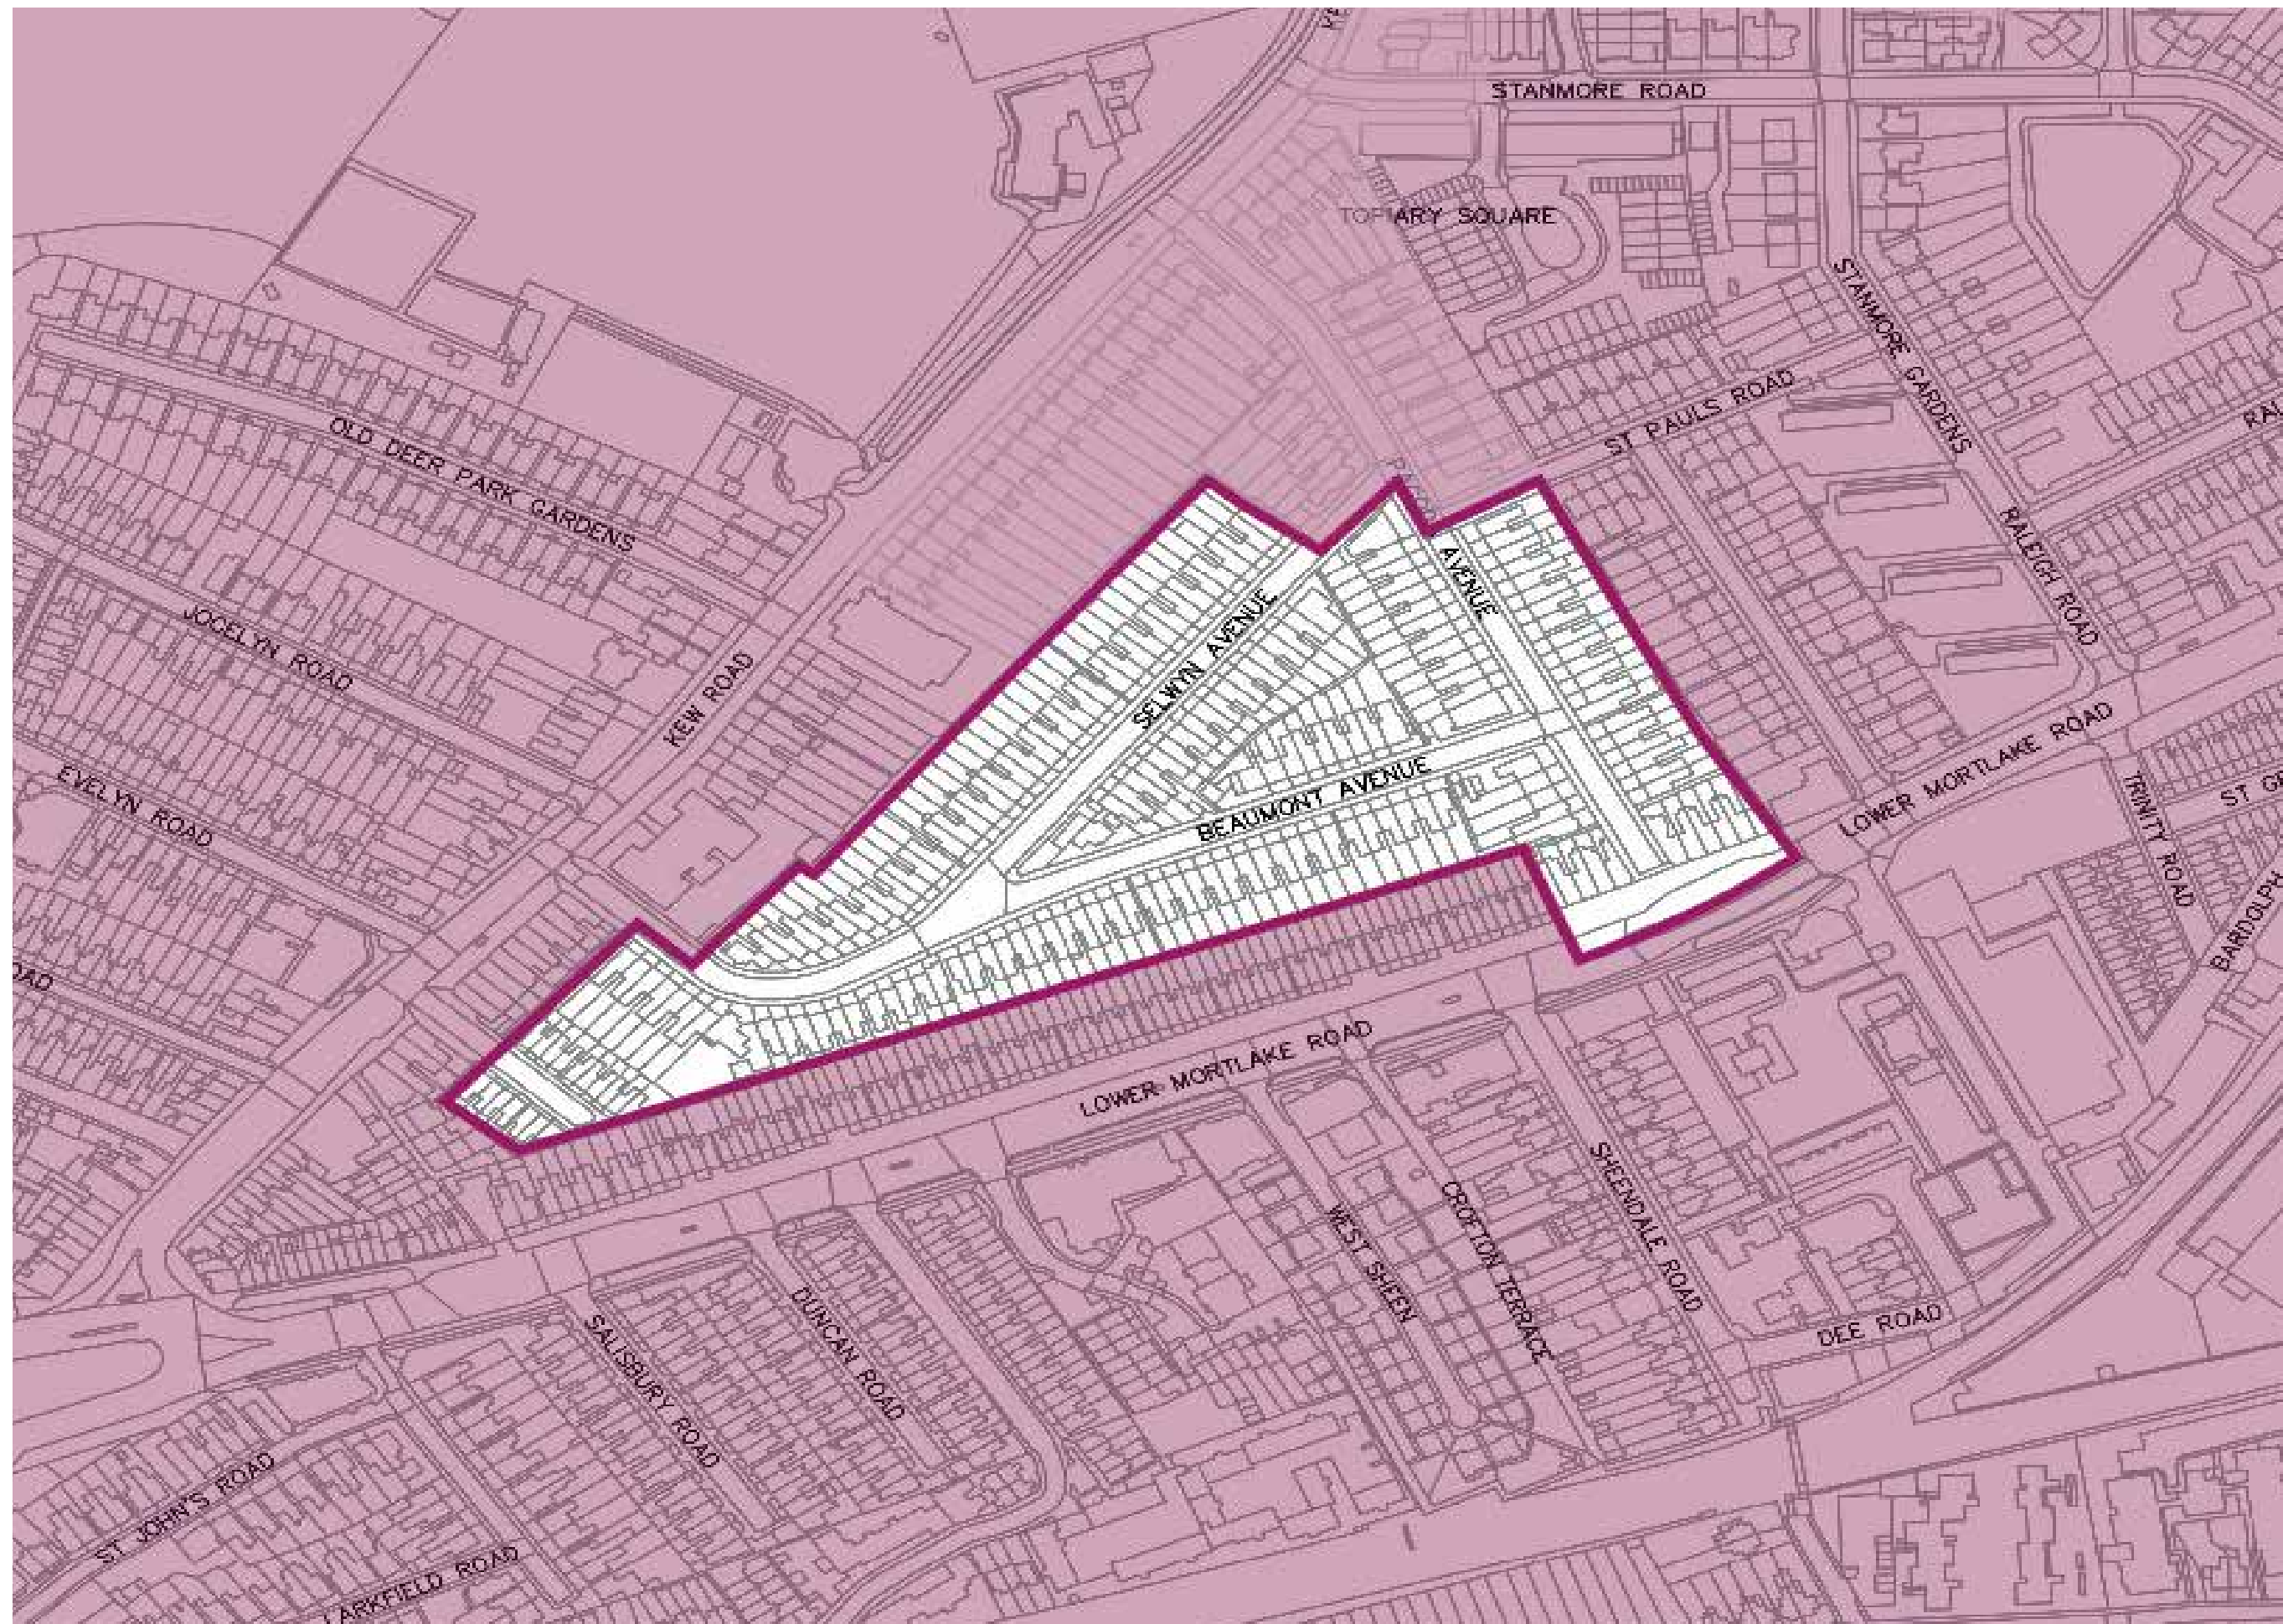 STANMORE ROAD
TOPIARY SQUARE
STANMORE GARDENS
ST PAULS ROAD
OLD DEER PARK GARDENS
RALEIGH ROAD
AVENUE
JOCELYN ROAD
SELWYN AVENUE
KEW ROAD
EVELYN ROAD
BEAUMONT AVENUE
LOWER MORTLAKE ROAD
TRINITY ROAD
BARDOLPH
LOWER MORTLAKE ROAD
WEST SHEEN
CROFTON TERRACE
SHEENDALE ROAD
DEE ROAD
SALISBURY ROAD
DUNCAN ROAD
ST JOHN'S ROAD
LARKFIELD ROAD